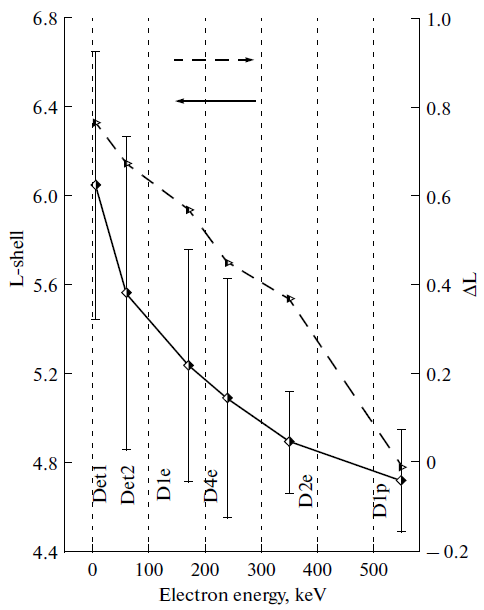 6.8
6.4
6.0
5.6
5.2
4.8
4.4
L-shell
1.0
0.8
0.6
0.4
0.2
0
– 0.2
ΔL
Det1
Det2
D1e
D4e
D2e
D1p
0 100 200 300 400 500
Electron energy, keV